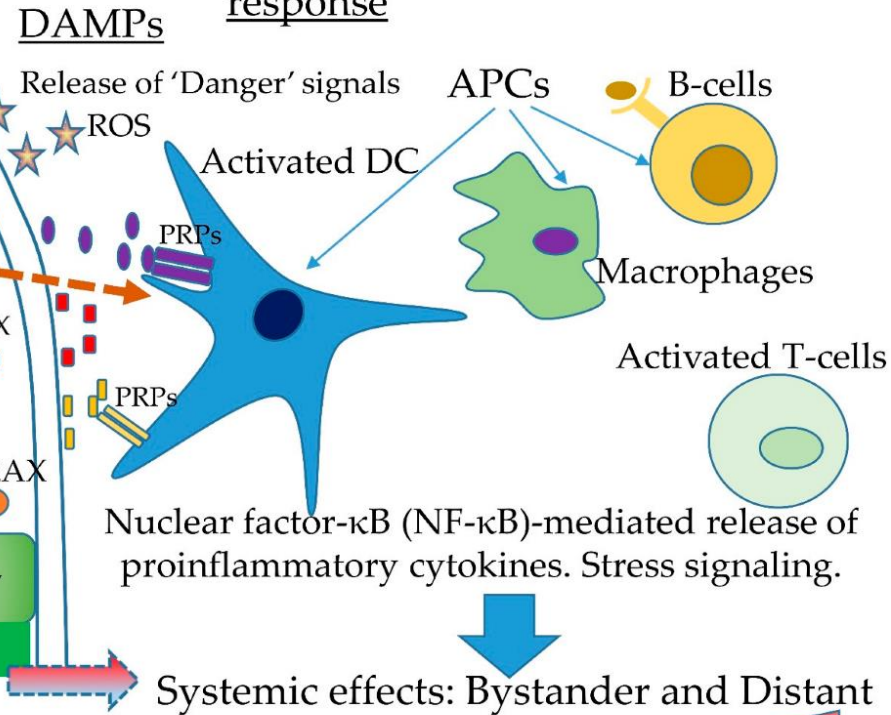 response
DAMPs
Release of 'Danger' signals
APCs
B-cells
ROS
Activated DC
PRPs
Macrophages
X
Activated T-cells
PRPs
AX
Nuclear factor-κB (NF-κB)-mediated release of
proinflammatory cytokines. Stress signaling.
Systemic effects: Bystander and Distant